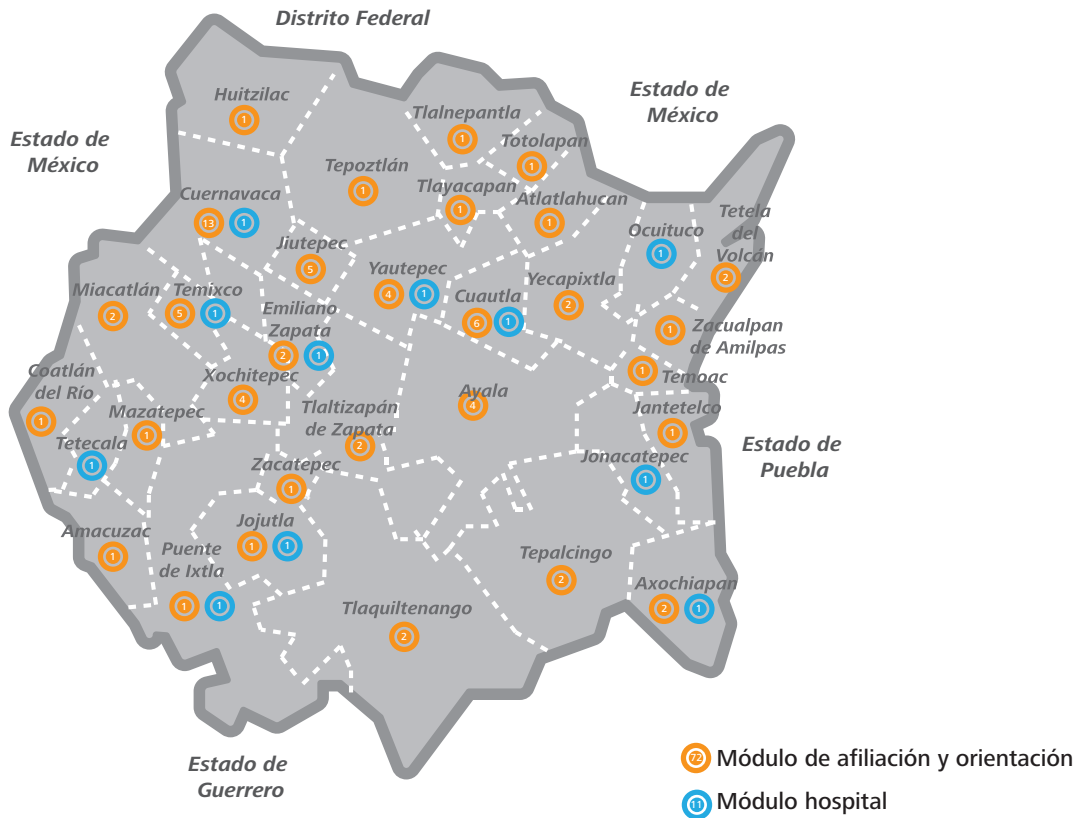 Distrito Federal
Estado de
México
Huitzilac
1
Tlalnepantla
1
Estado de
México
Totolapan
1
Tepoztlán
1
Tlayacapan
1
Atlatlahucan
1
Cuernavaca
13
1
Ocuituco
1
Tetela
del
Volcán
2
Jiutepec
5
Yautepec
4
1
Cuautla
6
1
Yecapixtla
2
Miacatlán
2
Temixco
5
1
Emiliano
Zapata
2
1
1
Zacualpan
de Amilpas
1
Temoac
Coatlán
del Río
1
Mazatepec
1
Xochitepec
4
Tlaltizapán
de Zapata
2
Ayala
4
Jantetelco
1
Tetecala
1
Jonacatepec
1
Estado de
Puebla
Zacatepec
1
Amacuzac
1
Puente
de Ixtla
1
1
Jojutla
1
1
Tepalcingo
2
Axochiapan
2
1
Tlaquiltenango
2
Estado de
Guerrero
72 Módulo de afiliación y orientación
11 Módulo hospital